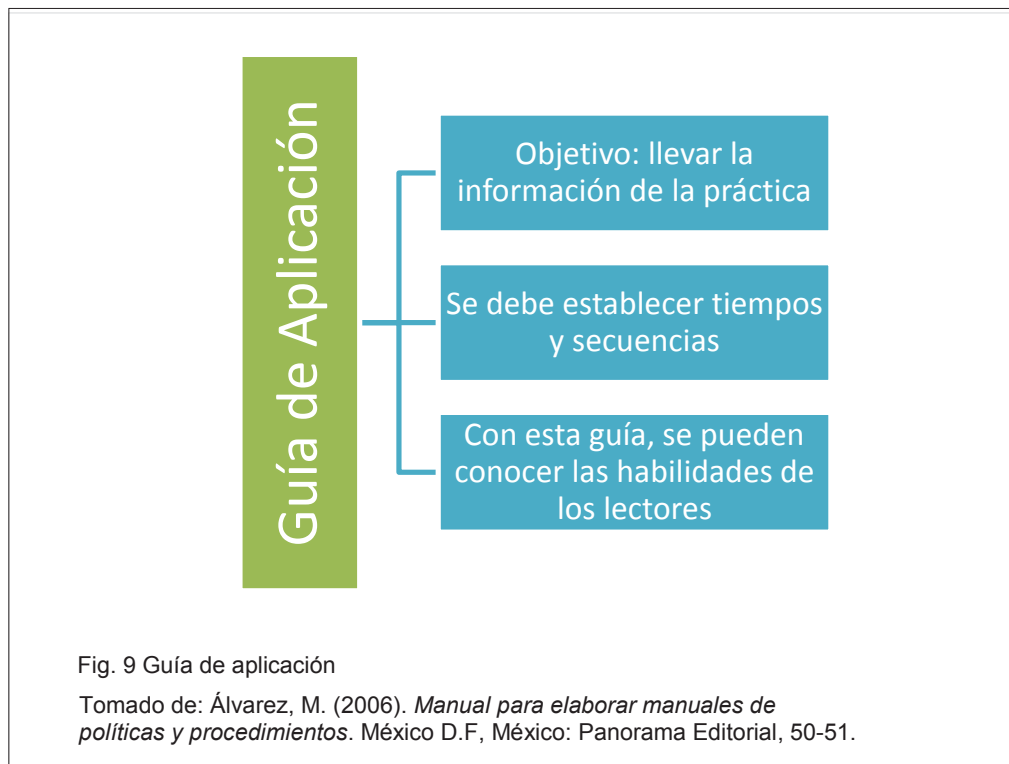 Guía de Aplicación
Objetivo: llevar la
información de la práctica
Se debe establecer tiempos
y secuencias
Con esta guía, se pueden
conocer las habilidades de
los lectores
Fig. 9 Guía de aplicación
Tomado de: Álvarez, M. (2006). Manual para elaborar manuales de
políticas y procedimientos. México D.F, México: Panorama Editorial, 50-51.